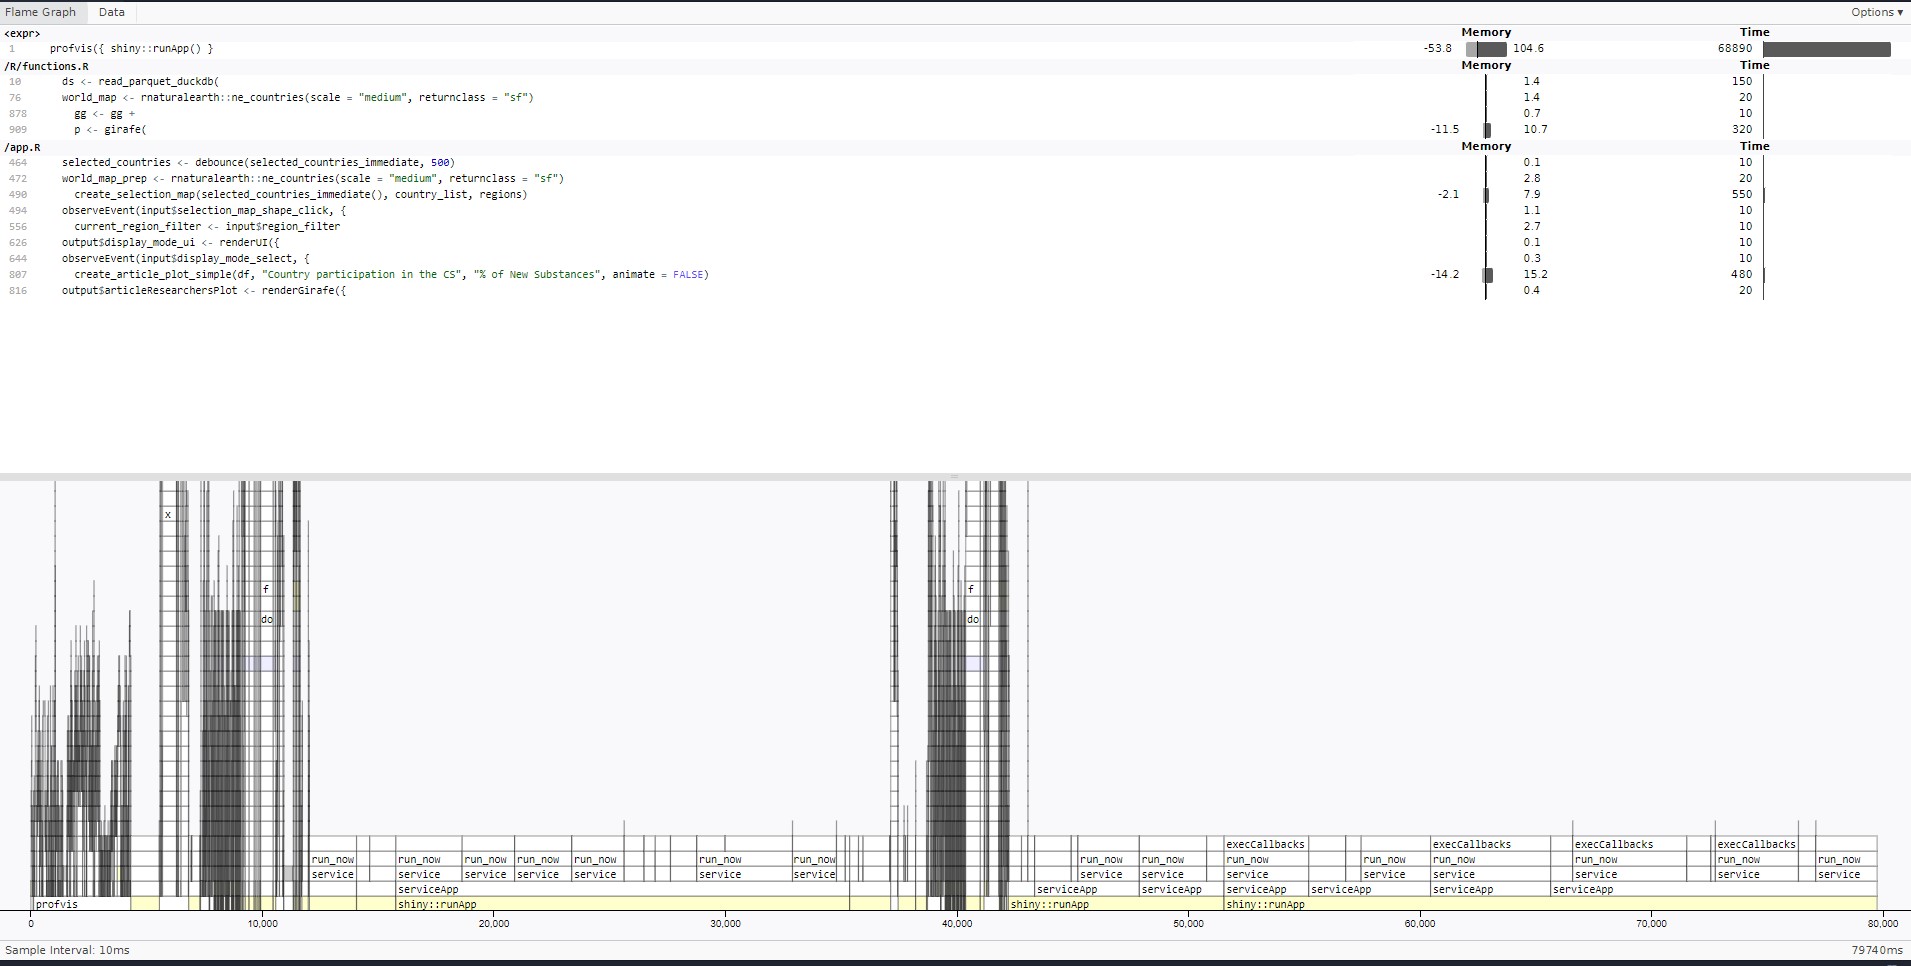 Flame Graph Data Options ▼
<expr> Memory Time
1 profvis({ shiny::runApp() } -53.8 104.6 68890
/R/functions.R Memory Time
10 ds <- read_parquet_duckdb( 1.4 150
76 world_map <- rnaturalearth::ne_countries(scale = "medium", returnclass = "sf") 1.4 20
878 gg <- gg + 0.7 10
909 p <- girafe( -11.5 10.7 320
/app.R Memory Time
464 selected_countries <- debounce(selected_countries_immediate, 500) 0.1 10
472 world_map_prep <- rnaturalearth::ne_countries(scale = "medium", returnclass = "sf") 2.8 20
490 create_selection_map(selected_countries_immediate(), country_list, regions) -2.1 7.9 550
494 observeEvent(input$selection_map_shape_click, { 1.1 10
556 current_region_filter <- input$region_filter 2.7 10
626 output$display_mode_ui <- renderUI({ 0.1 10
644 observeEvent(input$display_mode_select, { 0.3 10
807 create_article_plot_simple(df, "Country participation in the CS", "% of New Substances", animate = FALSE) -14.2 15.2 480
816 output$articleResearchersPlot <- renderGirafe({ 0.4 20
x
f f
do do
execCallbacks execCallbacks execCallbacks execCallbacks
run_now run_now run_now run_now run_now run_now run_now run_now run_now run_now run_now run_now run_now run_now run_now
service service service service service service service service service service service service service service service
serviceApp serviceApp serviceApp serviceApp serviceApp serviceApp serviceApp
profvis shiny::runApp shiny::runApp shiny::runApp
0 10,000 20,000 30,000 40,000 50,000 60,000 70,000 80,000
Sample Interval: 10ms 79740ms